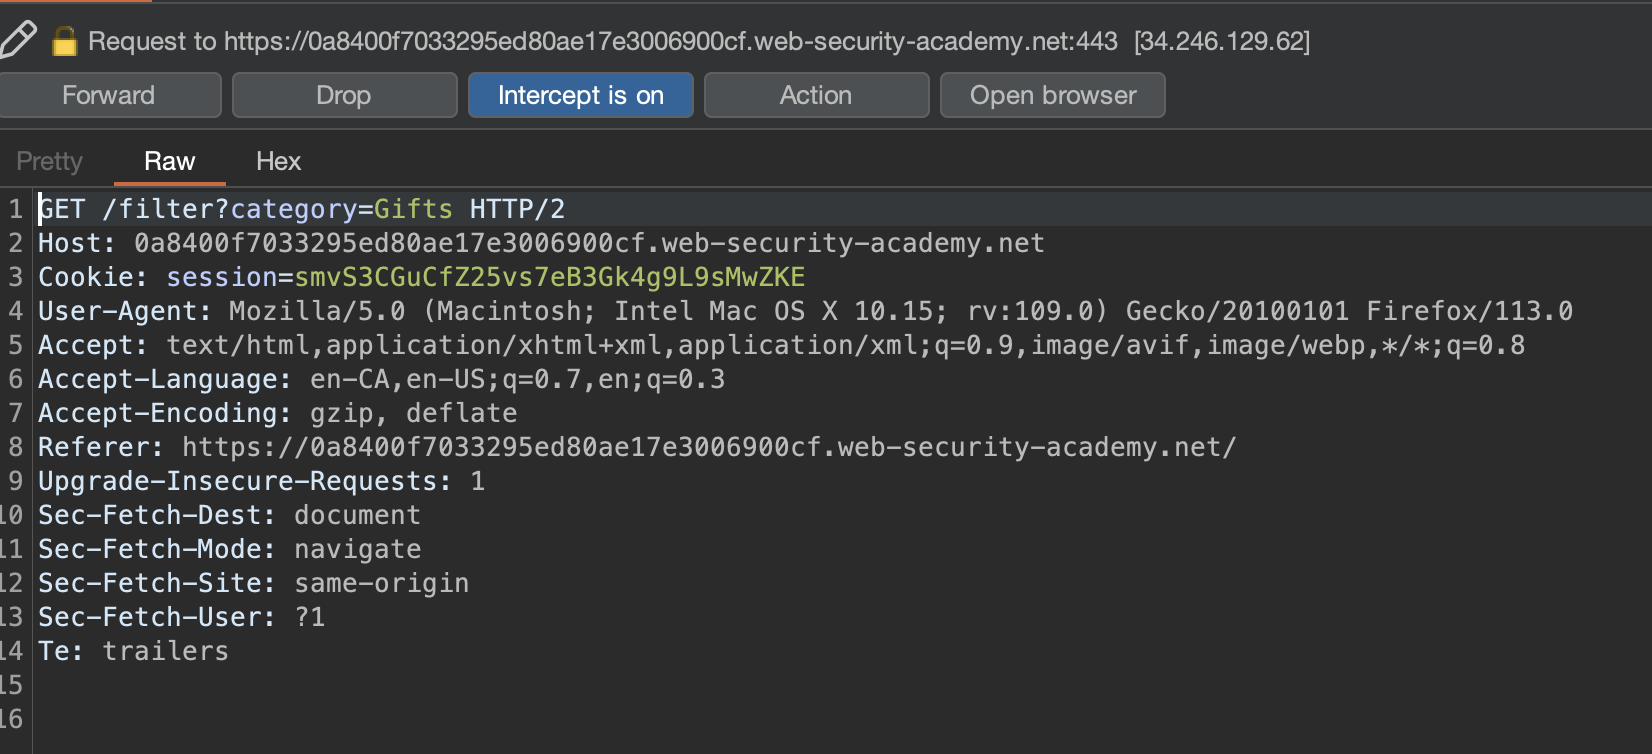 Request to https://0a8400f7033295ed80ae17e3006900cf.web-security-academy.net:443 [34.246.129.62]
Forward Drop Intercept is on Action Open browser
Pretty Raw Hex
1 GET /filter?category=Gifts HTTP/2
2 Host: 0a8400f7033295ed80ae17e3006900cf.web-security-academy.net
3 Cookie: session=smvS3CGuCfZ25vs7eB3Gk4g9L9sMwZKE
4 User-Agent: Mozilla/5.0 (Macintosh; Intel Mac OS X 10.15; rv:109.0) Gecko/20100101 Firefox/113.0
5 Accept: text/html,application/xhtml+xml,application/xml;q=0.9,image/avif,image/webp,*/*;q=0.8
6 Accept-Language: en-CA,en-US;q=0.7,en;q=0.3
7 Accept-Encoding: gzip, deflate
8 Referer: https://0a8400f7033295ed80ae17e3006900cf.web-security-academy.net/
9 Upgrade-Insecure-Requests: 1
10 Sec-Fetch-Dest: document
11 Sec-Fetch-Mode: navigate
12 Sec-Fetch-Site: same-origin
13 Sec-Fetch-User: ?1
14 Te: trailers
15
16